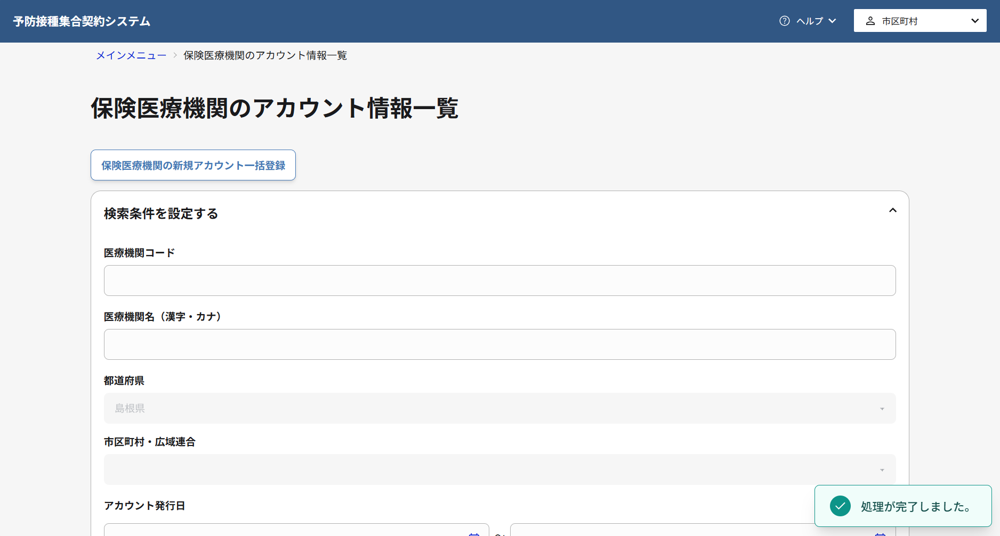 予防接種集合契約システム
ヘルプ
市区町村
メインメニュー > 保険医療機関のアカウント情報一覧
保険医療機関のアカウント情報一覧
保険医療機関の新規アカウント一括登録
検索条件を設定する
医療機関コード
医療機関名（漢字・カナ）
都道府県
島根県
市区町村・広域連合
アカウント発行日
処理が完了しました。